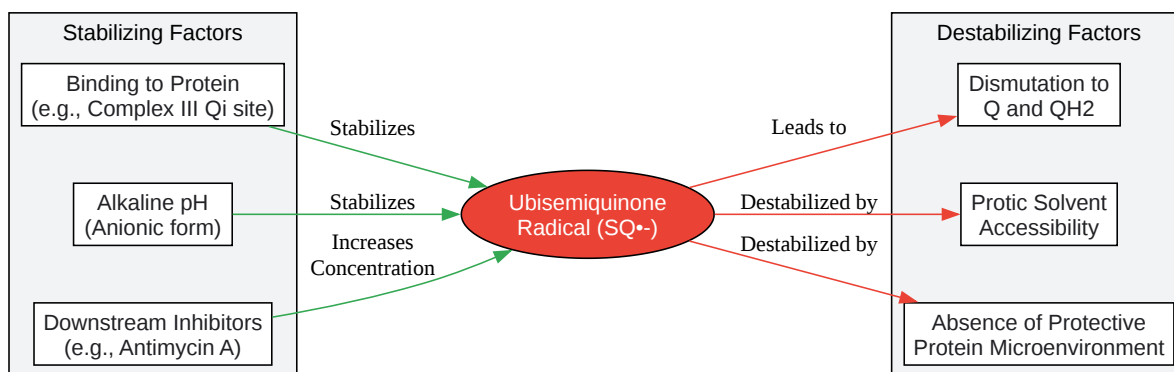 Stabilizing Factors
Binding to Protein
(e.g., Complex III Qi site)
Alkaline pH
(Anionic form)
Downstream Inhibitors
(e.g., Antimycin A)
Stabilizes
Stabilizes
Increases
Concentration
Ubisemiquinone
Radical (SQ•-)
Leads to
Destabilized by
Destabilized by
Destabilizing Factors
Dismutation to
Q and QH2
Protic Solvent
Accessibility
Absence of Protective
Protein Microenvironment